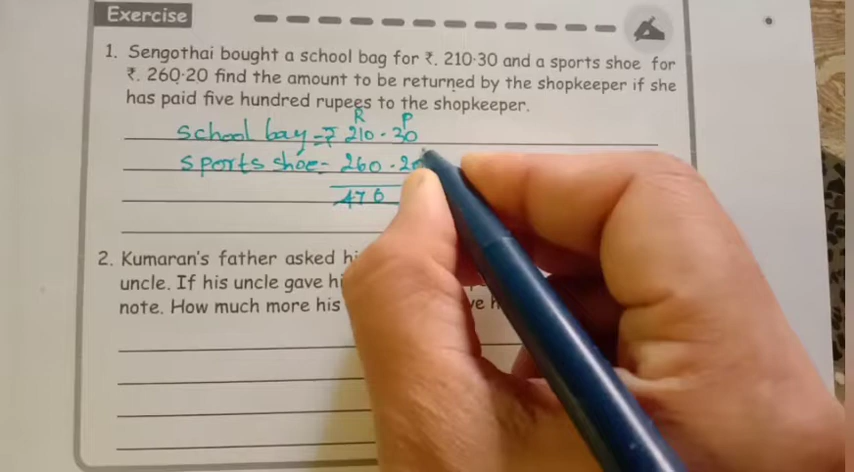 Exercise
1. Sengothai bought a school bag for ₹. 210·30 and a sports shoe for
₹. 260·20 find the amount to be returned by the shopkeeper if she
has paid five hundred rupees to the shopkeeper.
R P
school bag = ₹ 210 · 30
sports shoe = 260 · 20
470
2. Kumaran's father asked hi
uncle. If his uncle gave hi
note. How much more his